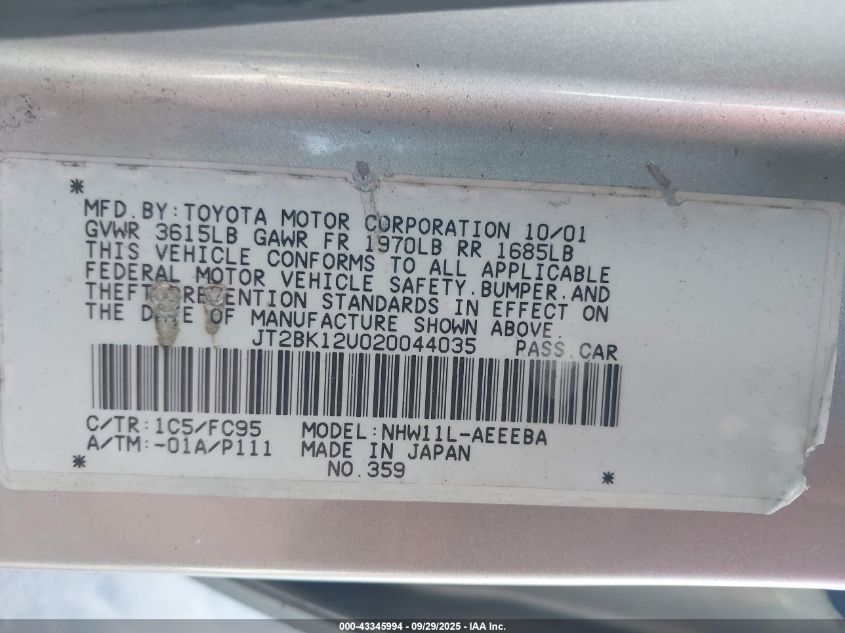 *
MFD.BY:TOYOTA MOTOR CORPORATION 10/01
GVWR 3615LB GAWR FR 1970LB RR 1685LB
THIS VEHICLE CONFORMS TO ALL APPLICABLE
FEDERAL MOTOR VEHICLE SAFETY.BUMPER.AND
THEFT PREVENTION STANDARDS IN EFFECT ON
THE DATE OF MANUFACTURE SHOWN ABOVE.
JT2BK12U020044035 PASS.CAR
C/TR:1C5/FC95 MODEL:NHW11L-AEEEBA
A/TM:-01A/P111 MADE IN JAPAN
* NO.359 *
000-43345994 - 09/29/2025 - IAA Inc.